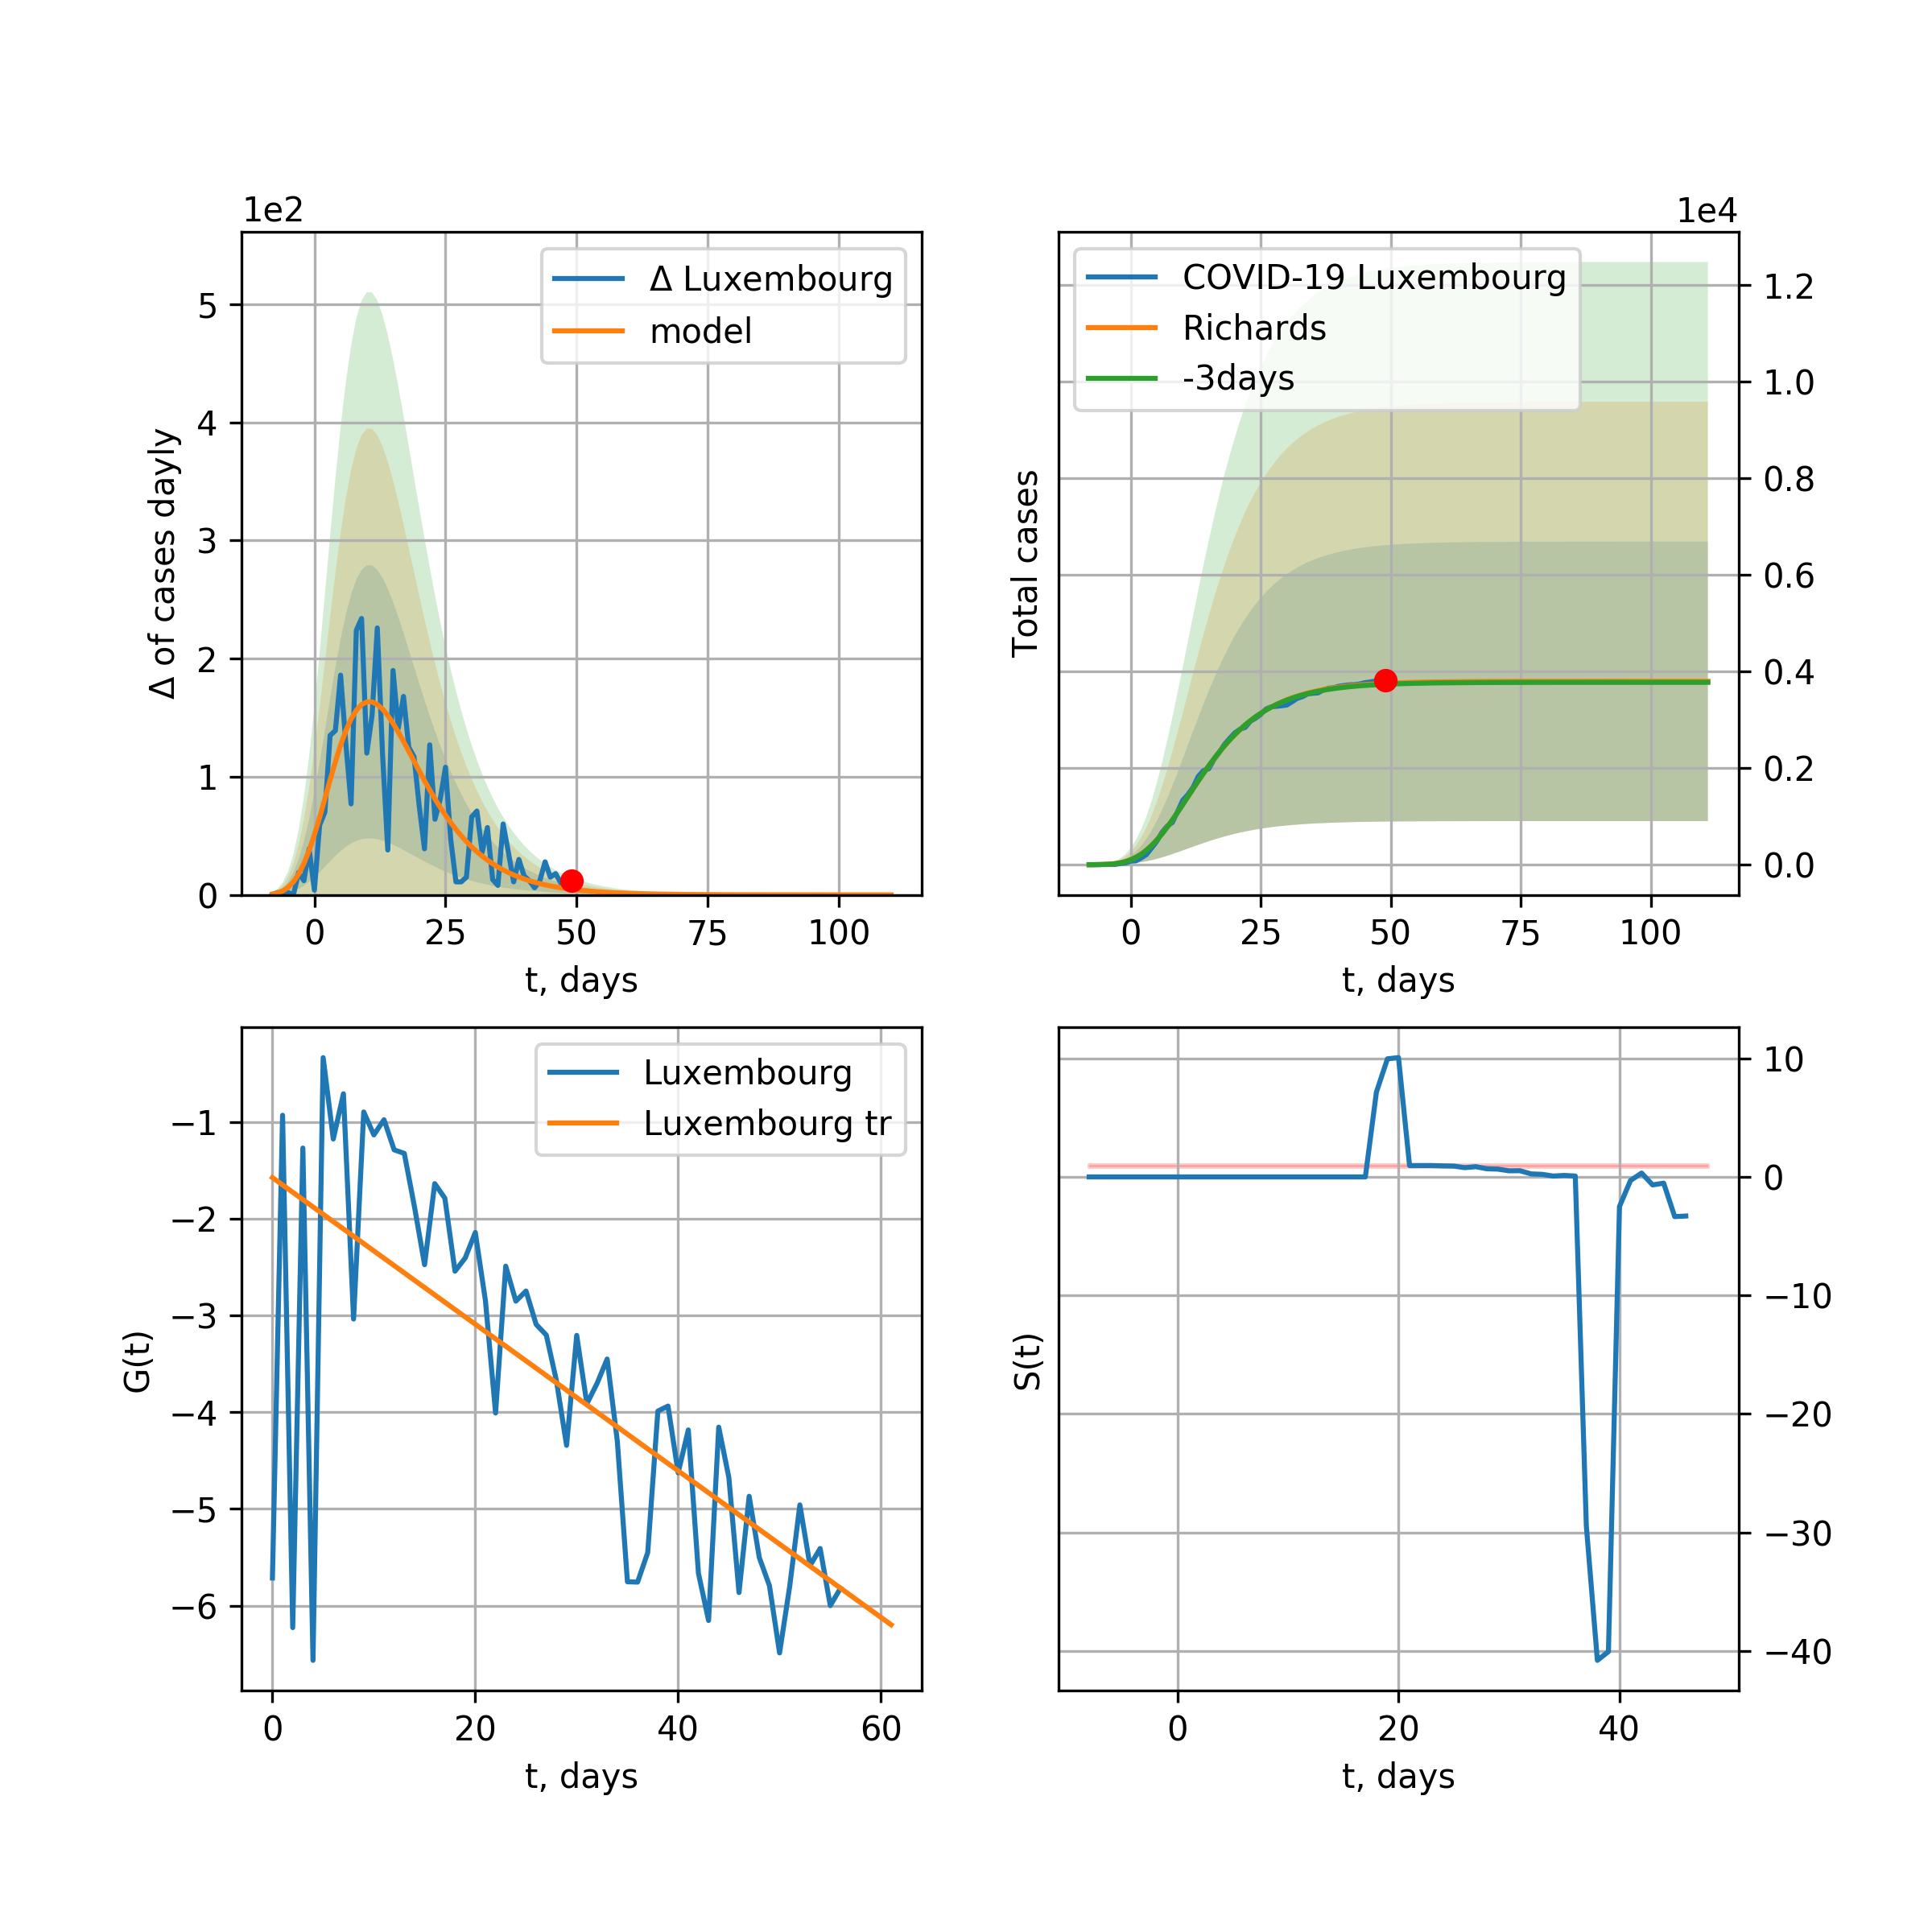 1e2
Δ Luxembourg
model
5
4
3
2
1
0
Δ of cases dayly
0 25 50 75 100
t, days
1e4
COVID-19 Luxembourg
Richards
-3days
1.2
1.0
0.8
0.6
0.4
0.2
0.0
Total cases
0 25 50 75 100
t, days
Luxembourg
Luxembourg tr
−1
−2
−3
−4
−5
−6
G(t)
0 20 40 60
t, days
10
0
−10
−20
−30
−40
S(t)
0 20 40
t, days